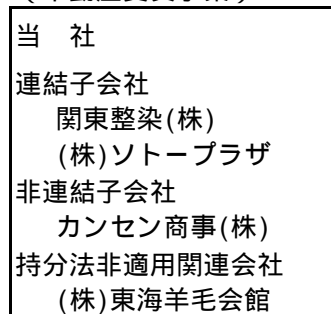 当　社
連結子会社
関東整染(株)
(株)ソトープラザ
非連結子会社
カンセン商事(株)
持分法非適用関連会社
(株)東海羊毛会館